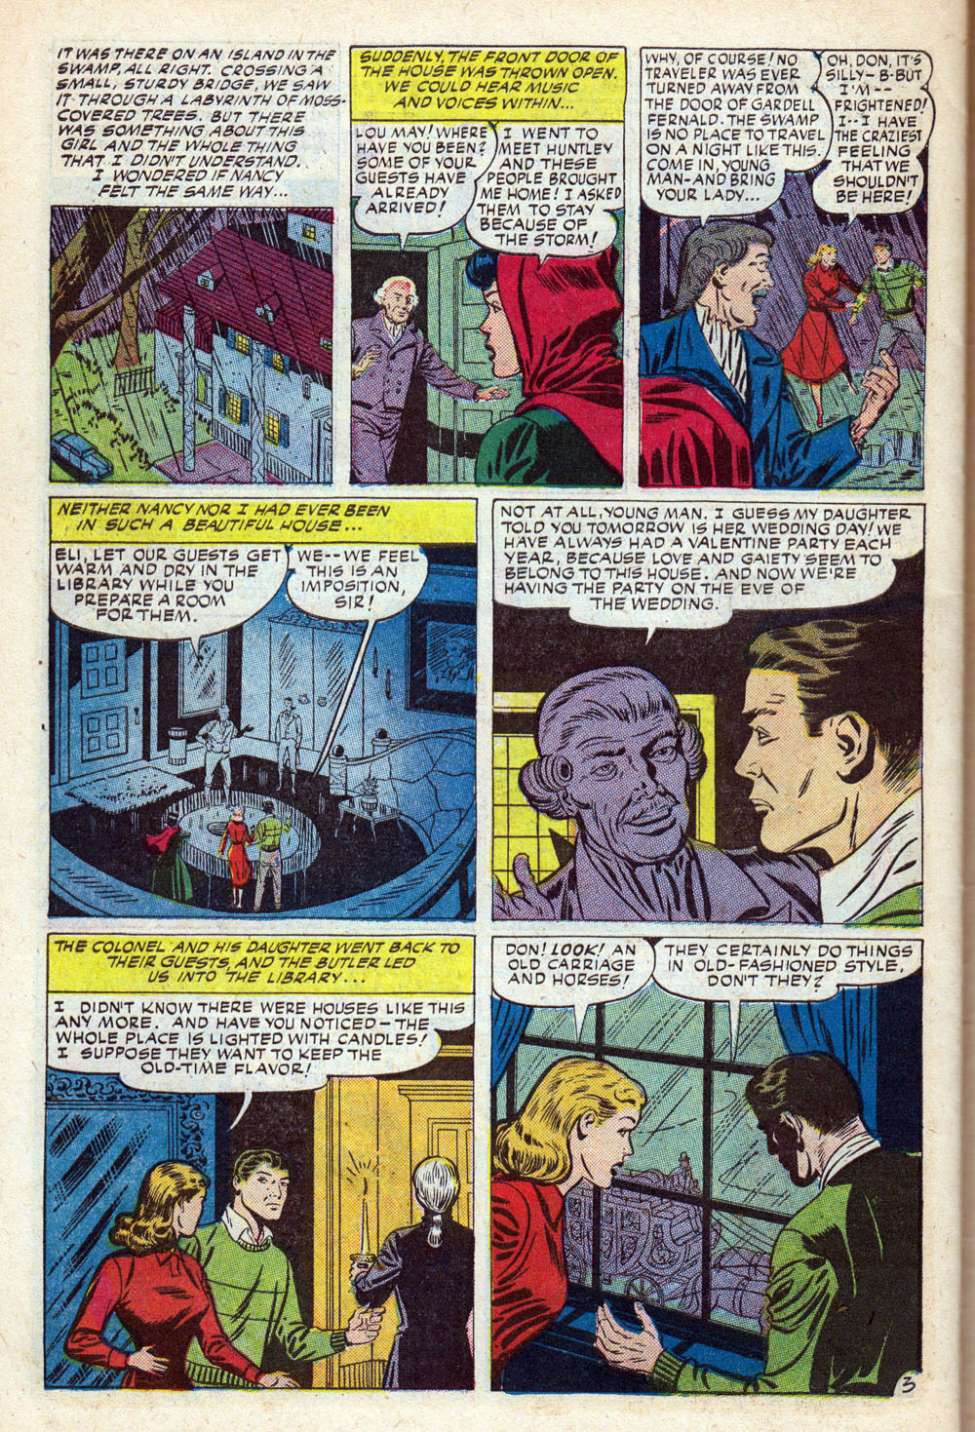 IT WAS THERE ON AN ISLAND IN THE
SWAMP, ALL RIGHT. CROSSING A
SMALL, STURDY BRIDGE, WE SAW
IT THROUGH A LABYRINTH OF MOSS-
COVERED TREES. BUT THERE
WAS SOMETHING ABOUT THIS
GIRL AND THE WHOLE THING
THAT I DIDN'T UNDERSTAND.
I WONDERED IF NANCY
FELT THE SAME WAY...
SUDDENLY, THE FRONT DOOR OF
THE HOUSE WAS THROWN OPEN.
WE COULD HEAR MUSIC
AND VOICES WITHIN...
LOU MAY! WHERE
HAVE YOU BEEN?
SOME OF YOUR
GUESTS HAVE
ALREADY
ARRIVED!
I WENT TO
MEET HUNTLEY
AND THESE
PEOPLE BROUGHT
ME HOME! I ASKED
THEM TO STAY
BECAUSE OF
THE STORM!
WHY, OF COURSE! NO
TRAVELER WAS EVER
TURNED AWAY FROM
THE DOOR OF GARDELL
FERNALD. THE SWAMP
IS NO PLACE TO TRAVEL
ON A NIGHT LIKE THIS.
COME IN, YOUNG
MAN-AND BRING
YOUR LADY...
OH, DON, IT'S
SILLY-B-BUT
I'M--
FRIGHTENED!
I--I HAVE
THE CRAZIEST
FEELING
THAT WE
SHOULDN'T
BE HERE!
NEITHER NANCY NOR I HAD EVER BEEN
IN SUCH A BEAUTIFUL HOUSE...
ELI, LET OUR GUESTS GET
WARM AND DRY IN THE
LIBRARY WHILE YOU
PREPARE A ROOM
FOR THEM.
WE-- WE FEEL
THIS IS AN
IMPOSITION,
SIR!
NOT AT ALL, YOUNG MAN. I GUESS MY DAUGHTER
TOLD YOU TOMORROW IS HER WEDDING DAY! WE
HAVE ALWAYS HAD A VALENTINE PARTY EACH
YEAR, BECAUSE LOVE AND GAIETY SEEM TO
BELONG TO THIS HOUSE. AND NOW WE'RE
HAVING THE PARTY ON THE EVE OF
THE WEDDING.
THE COLONEL AND HIS DAUGHTER WENT BACK TO
THEIR GUESTS, AND THE BUTLER LED
US INTO THE LIBRARY...
I DIDN'T KNOW THERE WERE HOUSES LIKE THIS
ANY MORE. AND HAVE YOU NOTICED-THE
WHOLE PLACE IS LIGHTED WITH CANDLES!
I SUPPOSE THEY WANT TO KEEP THE
OLD-TIME FLAVOR!
DON! LOOK! AN
OLD CARRIAGE
AND HORSES!
THEY CERTAINLY DO THINGS
IN OLD-FASHIONED STYLE,
DON'T THEY?
3